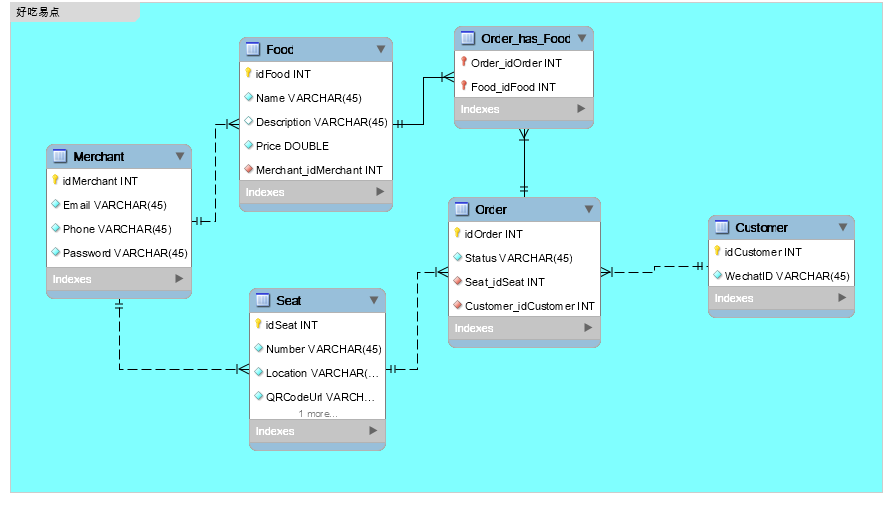 好吃易点
Food
idFood INT
Name VARCHAR(45)
Description VARCHAR(45)
Price DOUBLE
Merchant_idMerchant INT
Indexes
Order_has_Food
Order_idOrder INT
Food_idFood INT
Indexes
Merchant
idMerchant INT
Email VARCHAR(45)
Phone VARCHAR(45)
Password VARCHAR(45)
Indexes
Order
idOrder INT
Status VARCHAR(45)
Seat_idSeat INT
Customer_idCustomer INT
Indexes
Customer
idCustomer INT
WechatID VARCHAR(45)
Indexes
Seat
idSeat INT
Number VARCHAR(45)
Location VARCHAR(...
QRCodeUrl VARCH...
1 more...
Indexes